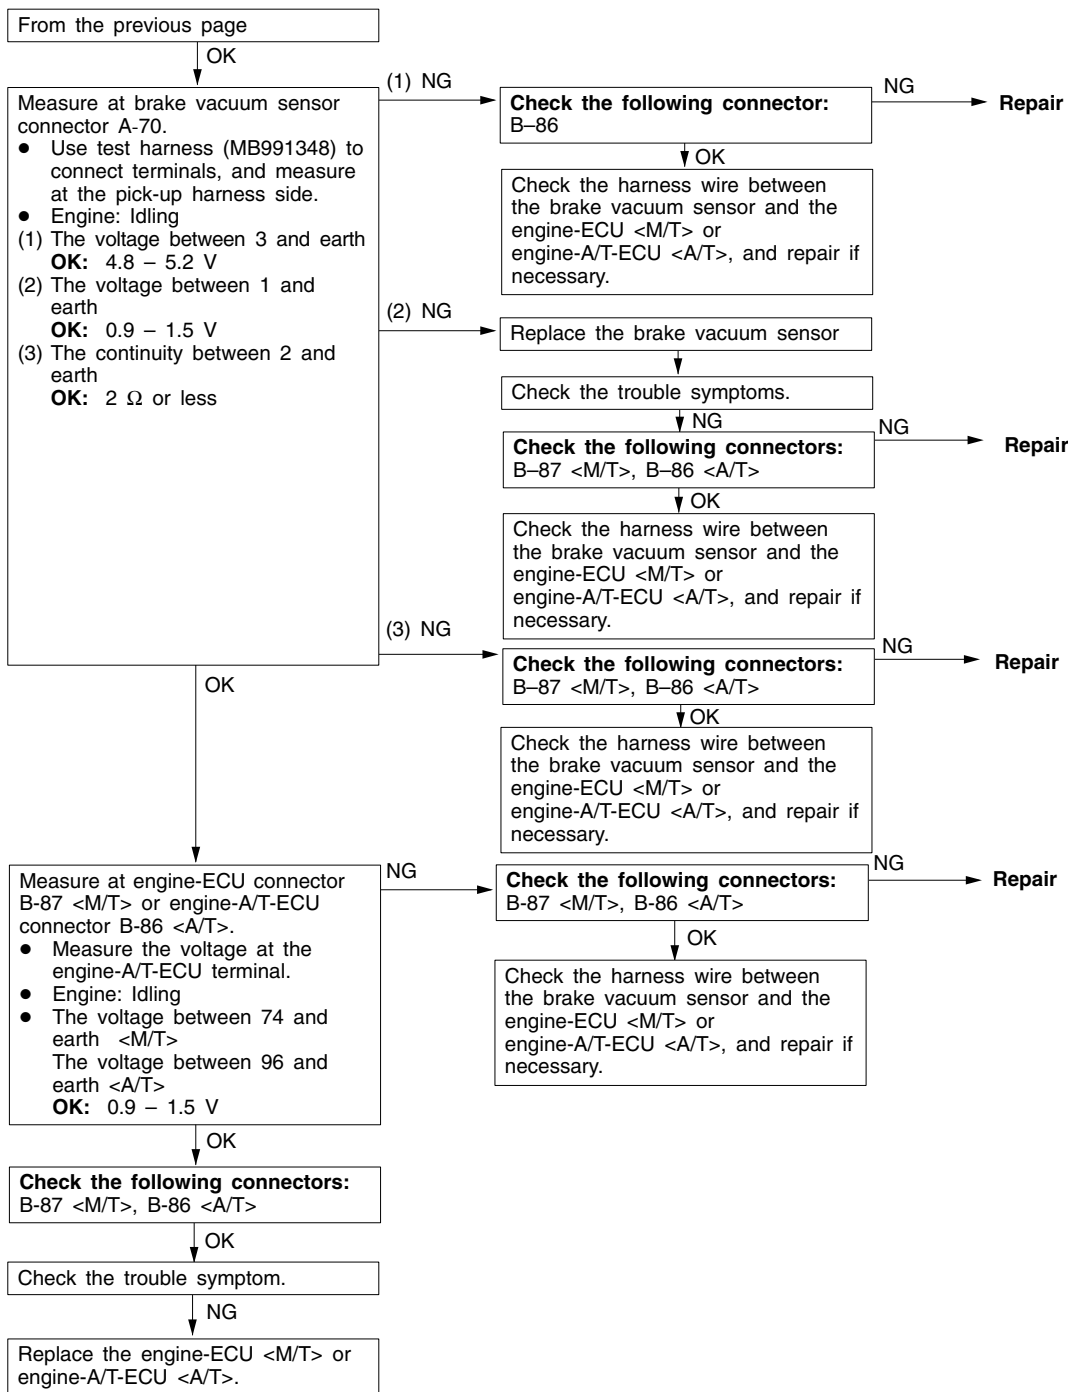 From the previous page
OK
Measure at brake vacuum sensor
connector A-70.
● Use test harness (MB991348) to
connect terminals, and measure
at the pick-up harness side.
● Engine: Idling
(1) The voltage between 3 and earth
OK: 4.8 – 5.2 V
(2) The voltage between 1 and
earth
OK: 0.9 – 1.5 V
(3) The continuity between 2 and
earth
OK: 2 Ω or less
(1) NG
Check the following connector:
B–86
NG
Repair
OK
Check the harness wire between
the brake vacuum sensor and the
engine-ECU <M/T> or
engine-A/T-ECU <A/T>, and repair if
necessary.
(2) NG
Replace the brake vacuum sensor
Check the trouble symptoms.
NG
Check the following connectors:
B–87 <M/T>, B–86 <A/T>
NG
Repair
OK
Check the harness wire between
the brake vacuum sensor and the
engine-ECU <M/T> or
engine-A/T-ECU <A/T>, and repair if
necessary.
(3) NG
Check the following connectors:
B–87 <M/T>, B–86 <A/T>
NG
Repair
OK
Check the harness wire between
the brake vacuum sensor and the
engine-ECU <M/T> or
engine-A/T-ECU <A/T>, and repair if
necessary.
OK
Measure at engine-ECU connector
B-87 <M/T> or engine-A/T-ECU
connector B-86 <A/T>.
● Measure the voltage at the
engine-A/T-ECU terminal.
● Engine: Idling
● The voltage between 74 and
earth <M/T>
The voltage between 96 and
earth <A/T>
OK: 0.9 – 1.5 V
NG
Check the following connectors:
B-87 <M/T>, B-86 <A/T>
NG
Repair
OK
Check the harness wire between
the brake vacuum sensor and the
engine-ECU <M/T> or
engine-A/T-ECU <A/T>, and repair if
necessary.
OK
Check the following connectors:
B-87 <M/T>, B-86 <A/T>
OK
Check the trouble symptom.
NG
Replace the engine-ECU <M/T> or
engine-A/T-ECU <A/T>.